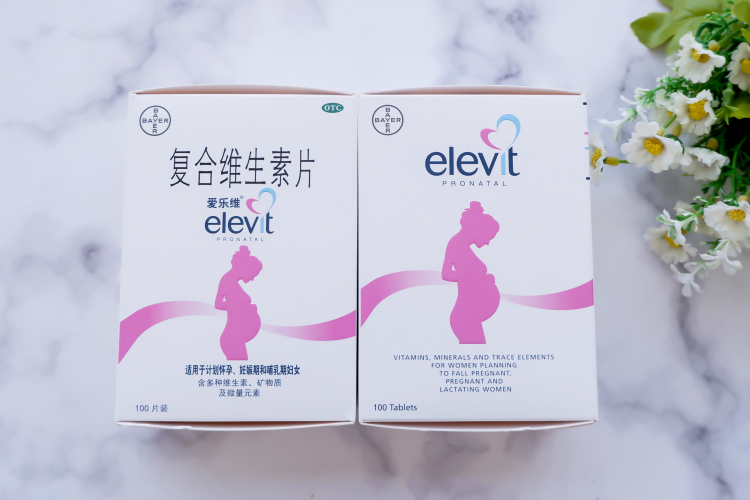 BAYER
BAYER
OTC
复合维生素片
爱乐维®
elevit
PRONATAL
适用于计划怀孕、妊娠期和哺乳期妇女
含多种维生素、矿物质
及微量元素
100 片装
BAYER
BAYER
elevit
PRONATAL
VITAMINS, MINERALS AND TRACE ELEMENTS
FOR WOMEN PLANNING
TO FALL PREGNANT,
PREGNANT AND
LACTATING WOMEN
100 Tablets